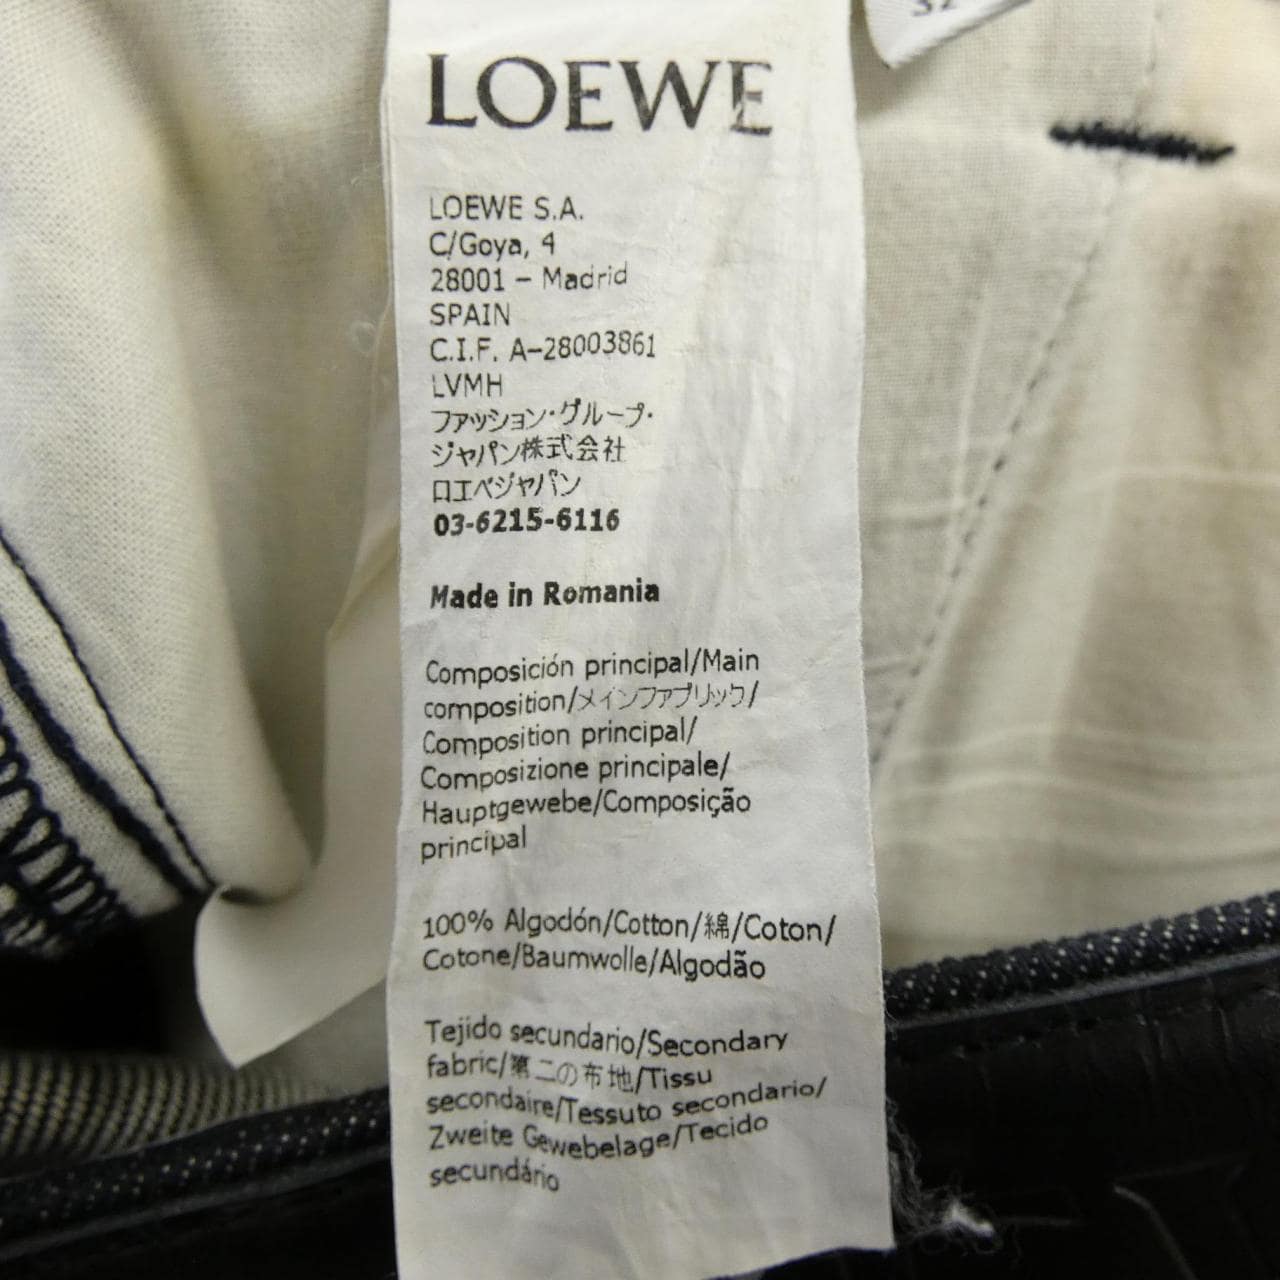 32
LOEWE
LOEWE S.A.
C/Goya, 4
28001 – Madrid
SPAIN
C.I.F. A–28003861
LVMH
ファッション・グループ・
ジャパン株式会社
ロエベジャパン
03-6215-6116
Made in Romania
Composición principal/Main
composition/メインファブリック/
Composition principal/
Composizione principale/
Hauptgewebe/Composição
principal
100% Algodón/Cotton/綿/Coton/
Cotone/Baumwolle/Algodão
Tejido secundario/Secondary
fabric/第二の布地/Tissu
secondaire/Tessuto secondario/
Zweite Gewebelage/Tecido
secundário